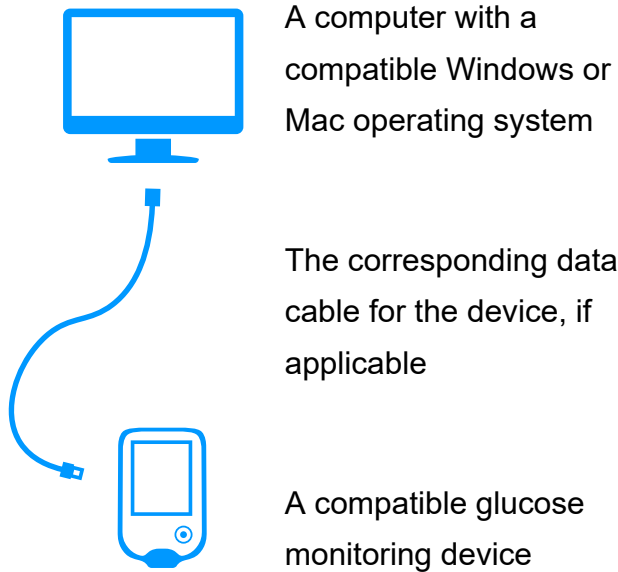 A computer with a
compatible Windows or
Mac operating system
The corresponding data
cable for the device, if
applicable
A compatible glucose
monitoring device